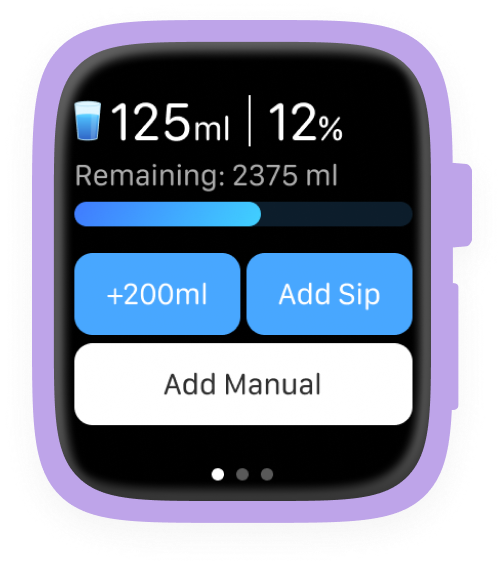 125ml | 12%
Remaining: 2375 ml
+200ml
Add Sip
Add Manual